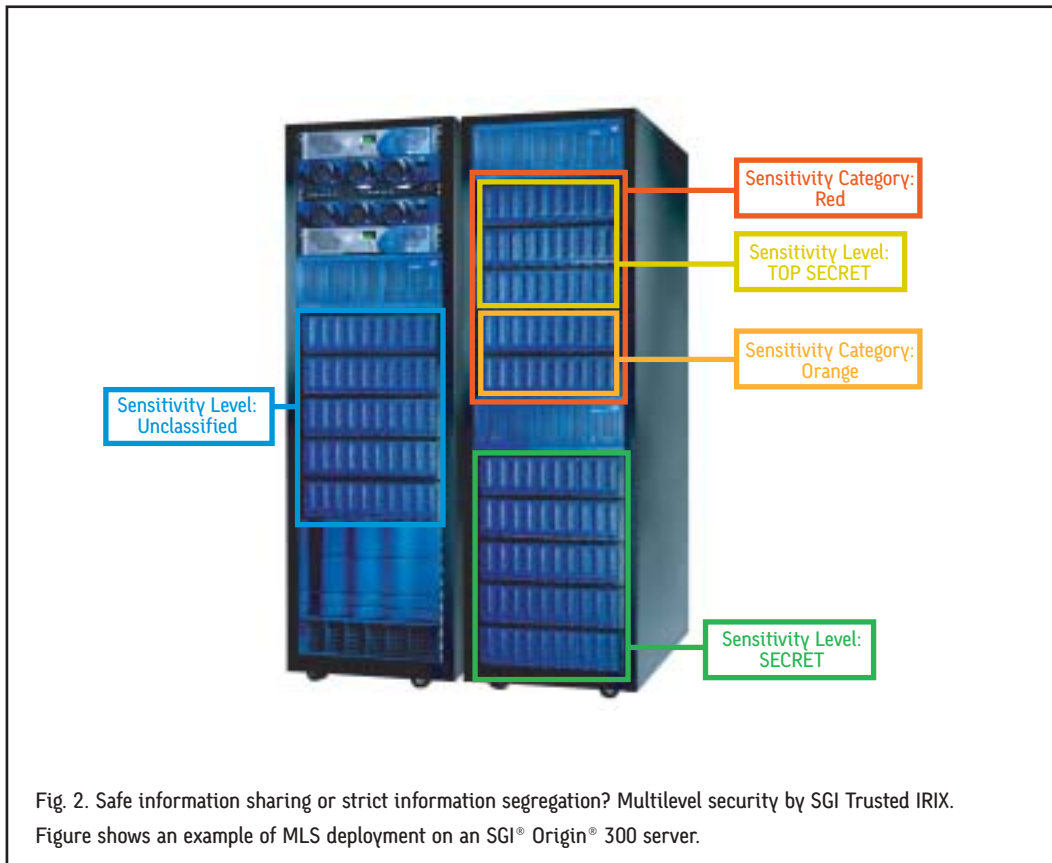 Sensitivity Category:
Red
Sensitivity Level:
TOP SECRET
Sensitivity Category:
Orange
Sensitivity Level:
Unclassified
Sensitivity Level:
SECRET
Fig. 2. Safe information sharing or strict information segregation? Multilevel security by SGI Trusted IRIX.
Figure shows an example of MLS deployment on an SGI® Origin® 300 server.